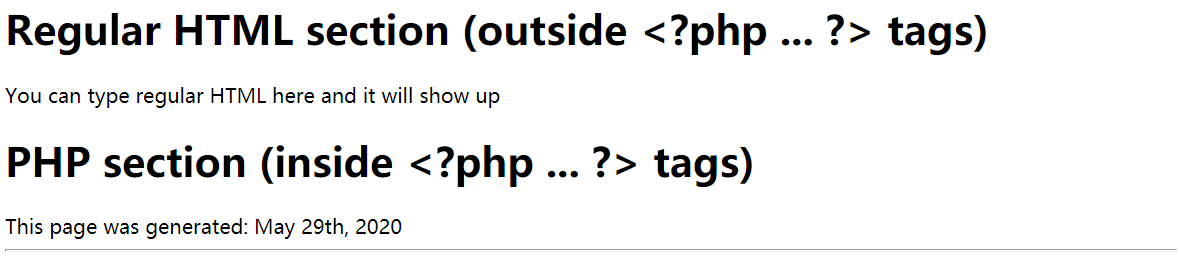 Regular HTML section (outside <?php ... ?> tags)
You can type regular HTML here and it will show up
PHP section (inside <?php ... ?> tags)
This page was generated: May 29th, 2020